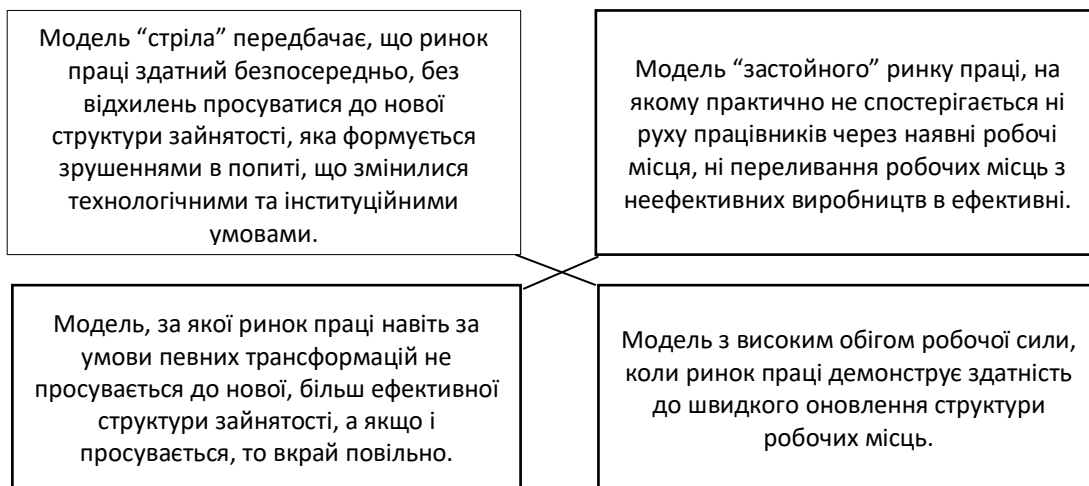 Модель “стріла” передбачає, що ринок
праці здатний безпосередньо, без
відхилень просуватися до нової
структури зайнятості, яка формується
зрушеннями в попиті, що змінилися
технологічними та інституційними
умовами.
Модель “застойного” ринку праці, на
якому практично не спостерігається ні
руху працівників через наявні робочі
місця, ні переливання робочих місць з
неефективних виробництв в ефективні.
Модель, за якої ринок праці навіть за
умови певних трансформацій не
просувається до нової, більш ефективної
структури зайнятості, а якщо і
просувається, то вкрай повільно.
Модель з високим обігом робочої сили,
коли ринок праці демонструє здатність
до швидкого оновлення структури
робочих місць.